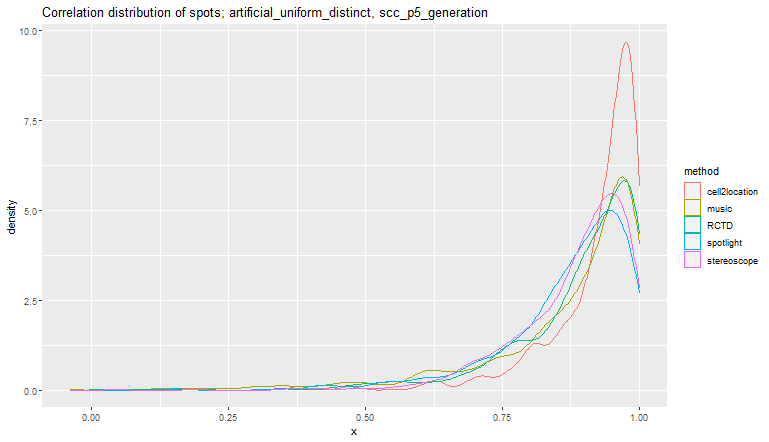 Correlation distribution of spots; artificial_uniform_distinct, scc_p5_generation
10.0
7.5
5.0
2.5
0.0
density
0.00
0.25
0.50
0.75
1.00
x
method
cell2location
music
RCTD
spotlight
stereoscope